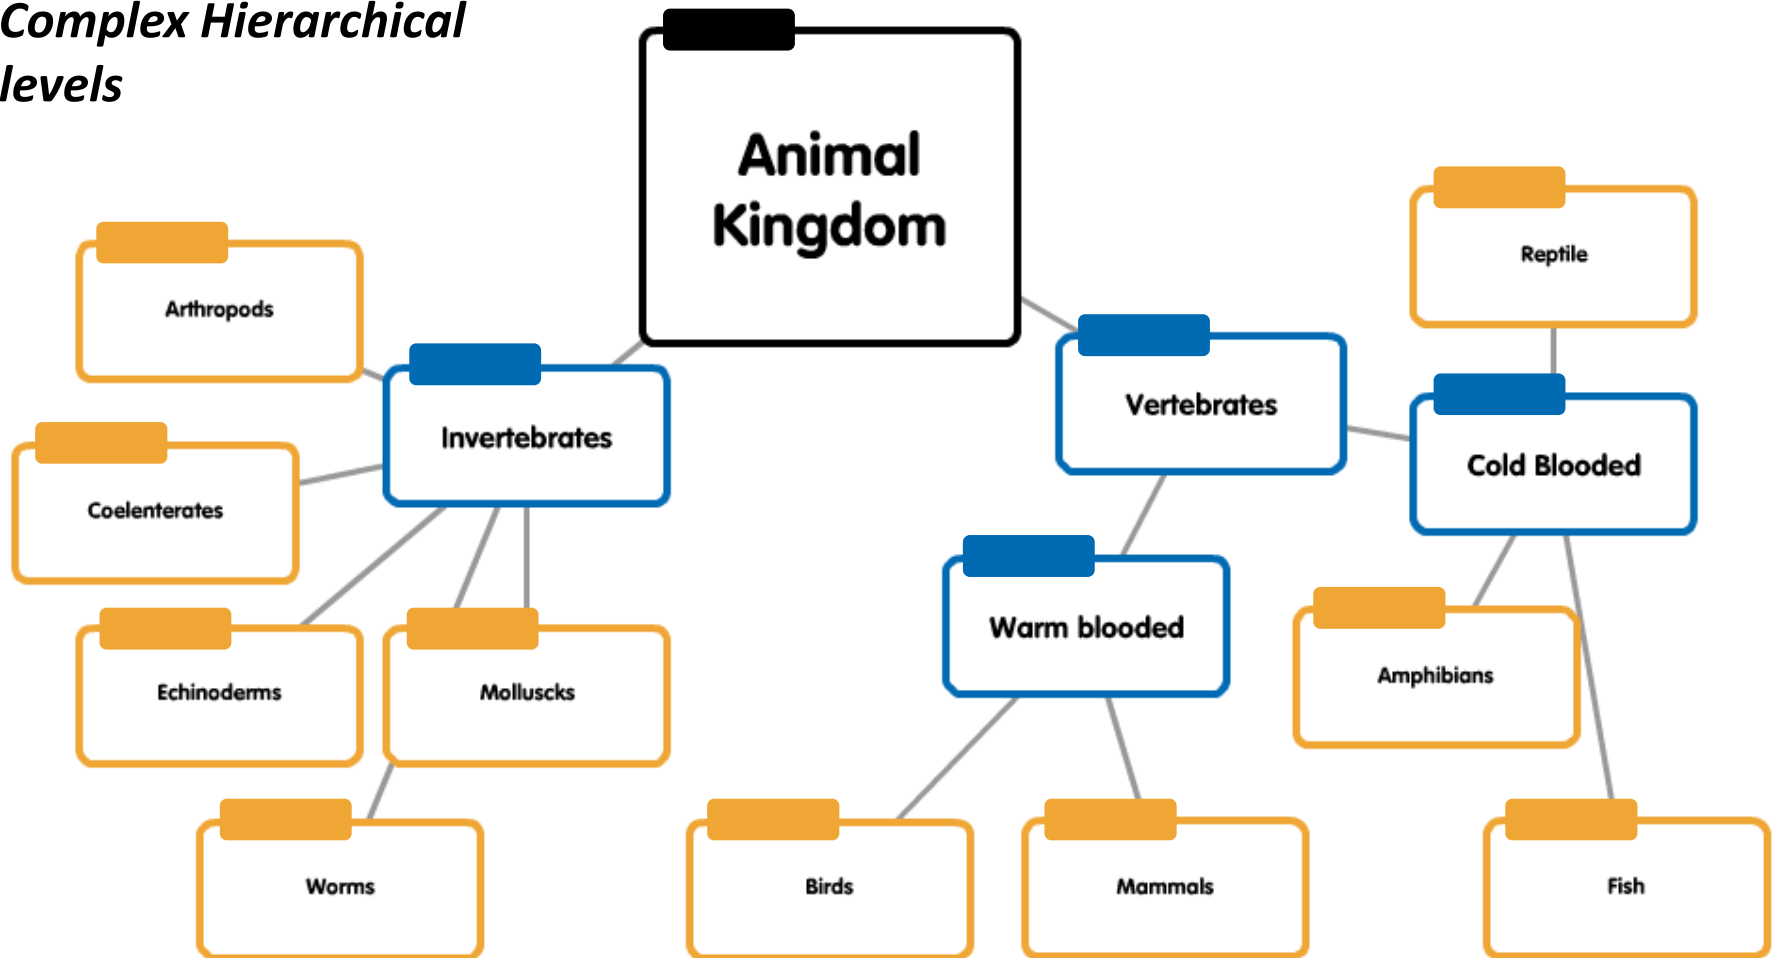 Complex Hierarchical
levels
Animal
Kingdom
Reptile
Arthropods
Vertebrates
Invertebrates
Cold Blooded
Coelenterates
Warm blooded
Amphibians
Echinoderms
Molluscks
Worms
Birds
Mammals
Fish